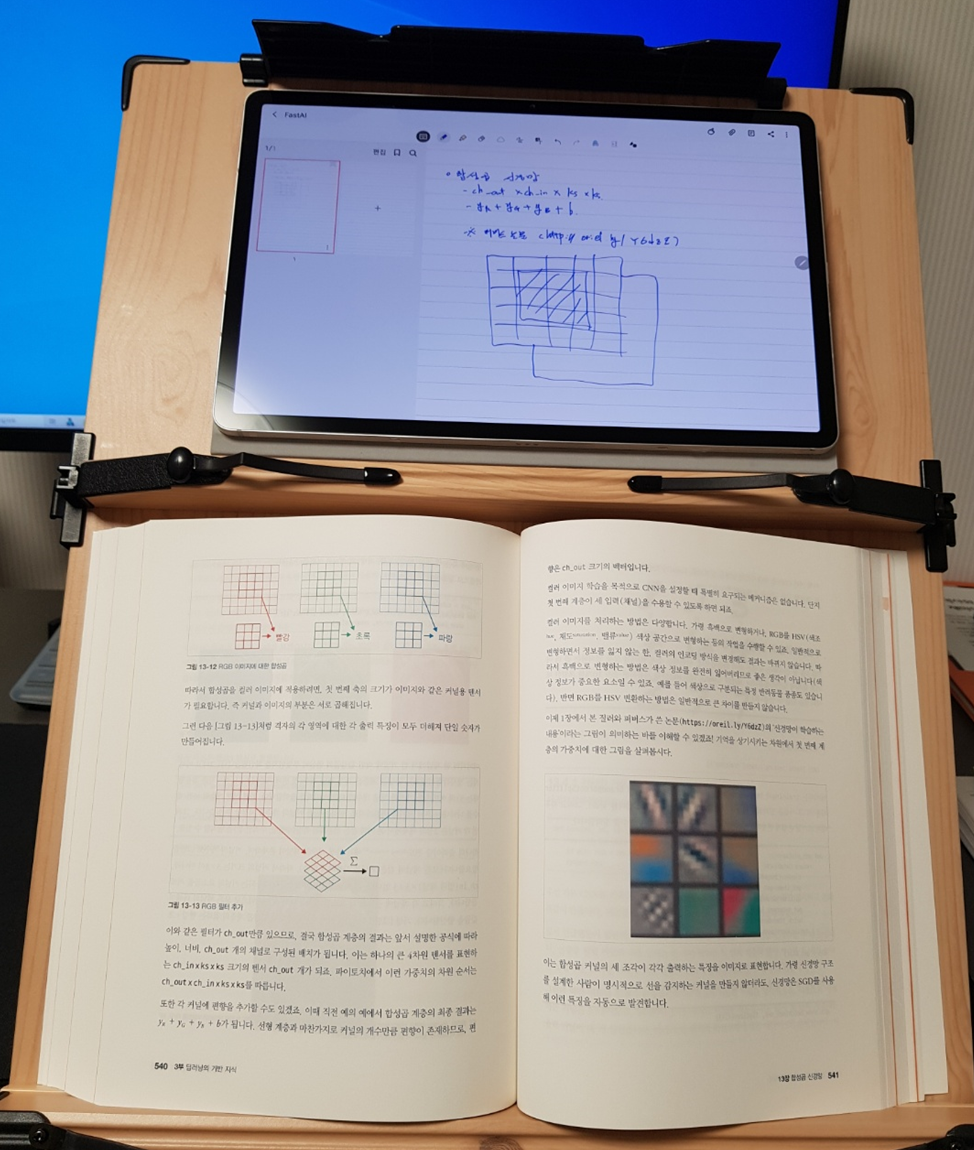 FastAI
1/1
편집
합성곱 신경망
- ch_out x ch_in x ks x ks
- yR + yG + yB + b
1
1
빨강
초록
파랑
그림 13-12 RGB 이미지에 대한 합성곱
따라서 합성곱을 컬러 이미지에 적용하려면, 첫 번째 축의 크기가 이미지와 같은 커널용 텐서
가 필요합니다. 즉 커널과 이미지의 부분은 서로 곱해집니다.
그런 다음 [그림 13-13]처럼 격자의 각 영역에 대한 각 출력 특징이 모두 더해져 단일 숫자가
만들어집니다.
Σ
그림 13-13 RGB 필터 추가
이와 같은 필터가 ch_out만큼 있으므로, 결국 합성곱 계층의 결과는 앞서 설명한 공식에 따라
높이, 너비, ch_out 개의 채널로 구성된 배치가 됩니다. 이는 하나의 큰 4차원 텐서를 표현하
는 ch_in x ks x ks 크기의 텐서 ch_out 개가 되죠. 파이토치에서 이런 가중치의 차원 순서는
ch_out x ch_in x ks x ks를 따릅니다.
또한 각 커널에 편향을 추가할 수도 있겠죠. 이때 직전 예의 예에서 합성곱 계층의 최종 결과는
yR + yG + yB + b가 됩니다. 선형 계층과 마찬가지로 커널의 개수만큼 편향이 존재하므로, 편
540 3부 딥러닝의 기반 지식
향은 ch_out 크기의 벡터입니다.
컬러 이미지 학습을 목적으로 CNN을 설정할 때 특별히 요구되는 메커니즘은 없습니다. 단지
첫 번째 계층이 세 입력(채널)을 수용할 수 있도록 하면 되죠.
컬러 이미지를 처리하는 방법은 다양합니다. 가령 흑백으로 변형하거나, RGB를 HSV(색조
hue, 채도saturation, 밸류value) 색상 공간으로 변형하는 등의 작업을 수행할 수 있죠. 일반적으로
변형하면서 정보를 잃지 않는 한, 컬러의 인코딩 방식을 변경해도 결과는 바뀌지 않습니다. 따
라서 흑백으로 변형하는 방법은 색상 정보를 완전히 잃어버리므로 좋은 생각이 아닙니다(색
상 정보가 중요한 요소일 수 있죠. 예를 들어 색상으로 구분되는 특정 반려동물 품종도 있습니
다). 반면 RGB를 HSV 변환하는 방법은 일반적으로 큰 차이를 만들지 않습니다.
이제 1장에서 본 질러와 퍼버스가 쓴 논문(https://oreil.ly/Y6dzZ)의 '신경망이 학습하는
내용'이라는 그림이 의미하는 바를 이해할 수 있겠죠! 기억을 상기시키는 차원에서 첫 번째 계
층의 가중치에 대한 그림을 살펴봅시다.
이는 합성곱 커널의 세 조각이 각각 출력하는 특징을 이미지로 표현합니다. 가령 신경망 구조
를 설계한 사람이 명시적으로 선을 감지하는 커널을 만들지 않더라도, 신경망은 SGD를 사용
해 이런 특징을 자동으로 발견합니다.
13장 합성곱 신경망 541